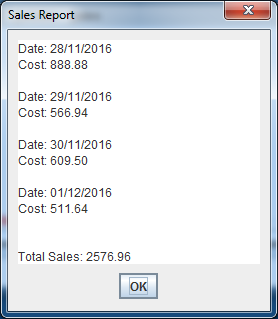 Sales Report
Date: 28/11/2016
Cost: 888.88
Date: 29/11/2016
Cost: 566.94
Date: 30/11/2016
Cost: 609.50
Date: 01/12/2016
Cost: 511.64
Total Sales: 2576.96
OK